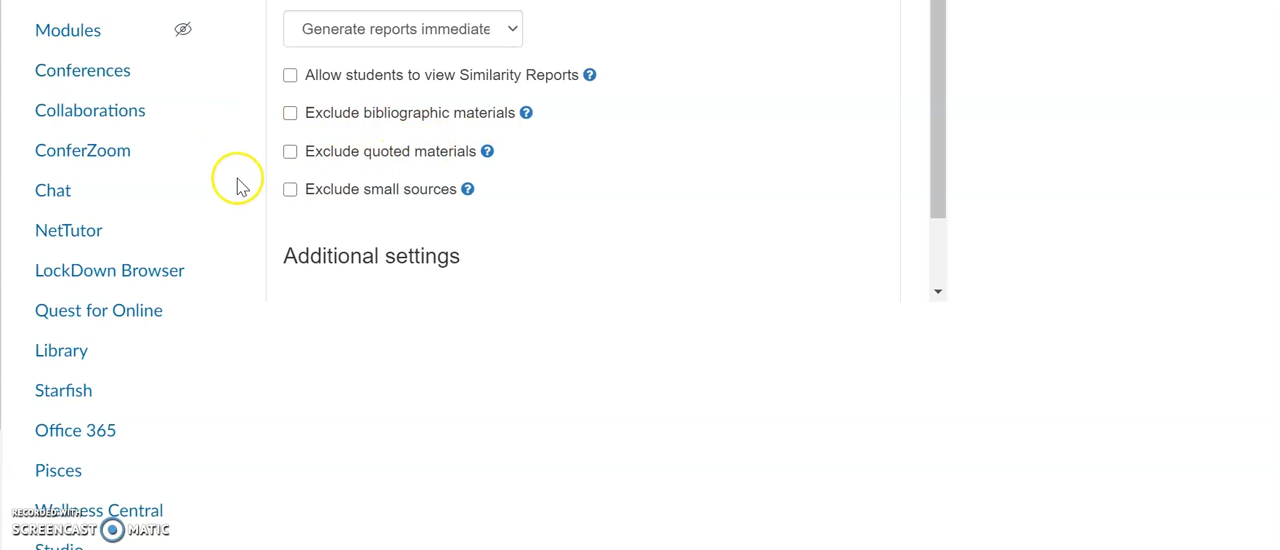 Modules
Generate reports immediate
Conferences
Allow students to view Similarity Reports ?
Collaborations
Exclude bibliographic materials ?
ConferZoom
Exclude quoted materials ?
Chat
Exclude small sources ?
NetTutor
Additional settings
LockDown Browser
Quest for Online
Library
Starfish
Office 365
Pisces
Wellness Central
RECORDED WITH
SCREENCAST MATIC
Studio